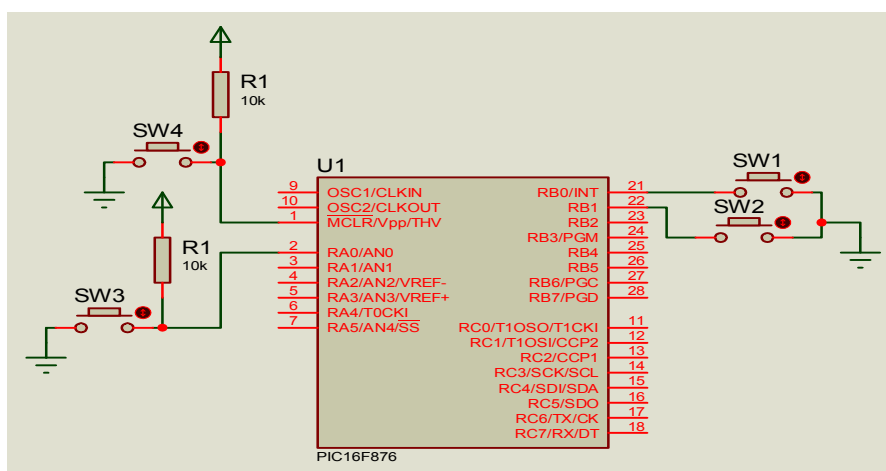 R1
10k
SW4
R1
10k
SW3
U1
9 OSC1/CLKIN
10 OSC2/CLKOUT
1 MCLR/Vpp/THV
2 RA0/AN0
3 RA1/AN1
4 RA2/AN2/VREF-
5 RA3/AN3/VREF+
6 RA4/T0CKI
7 RA5/AN4/SS
RB0/INT 21
RB1 22
RB2 23
RB3/PGM 24
RB4 25
RB5 26
RB6/PGC 27
RB7/PGD 28
RC0/T1OSO/T1CKI 11
RC1/T1OSI/CCP2 12
RC2/CCP1 13
RC3/SCK/SCL 14
RC4/SDI/SDA 15
RC5/SDO 16
RC6/TX/CK 17
RC7/RX/DT 18
PIC16F876
SW1
SW2